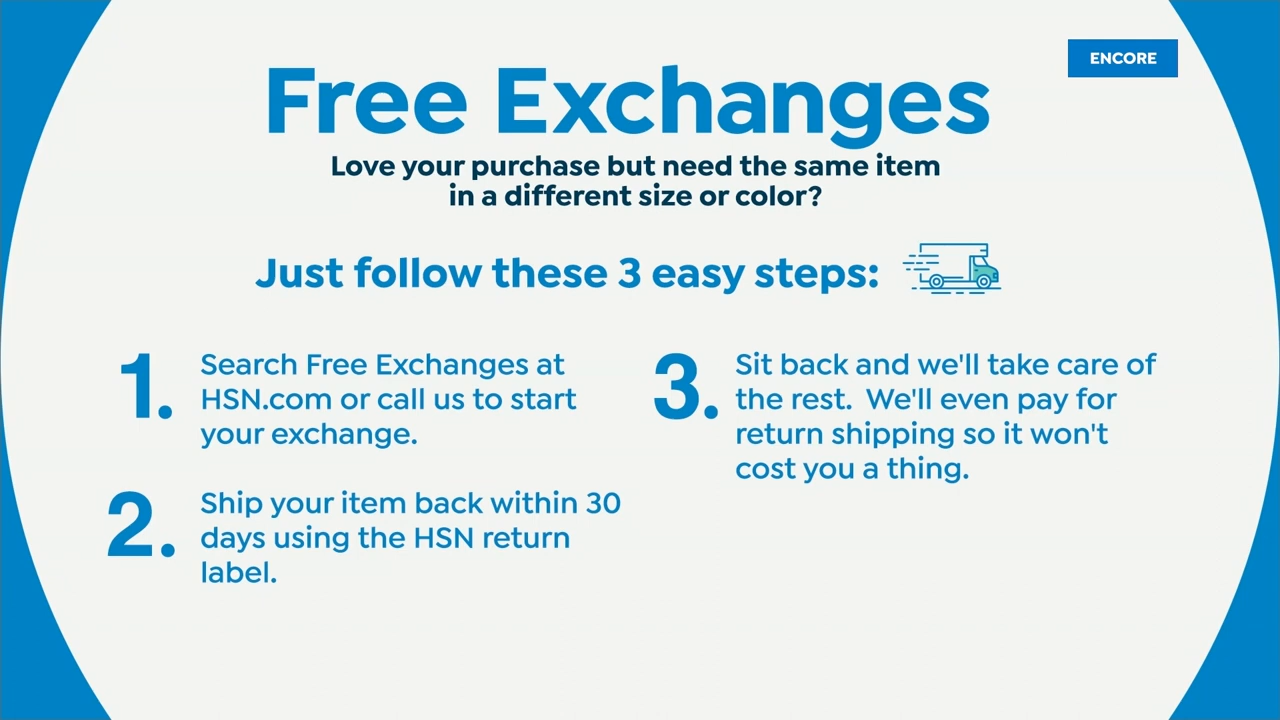 ENCORE
Free Exchanges
Love your purchase but need the same item
in a different size or color?
Just follow these 3 easy steps:
1. Search Free Exchanges at
HSN.com or call us to start
your exchange.
2. Ship your item back within 30
days using the HSN return
label.
3. Sit back and we'll take care of
the rest.  We'll even pay for
return shipping so it won't
cost you a thing.